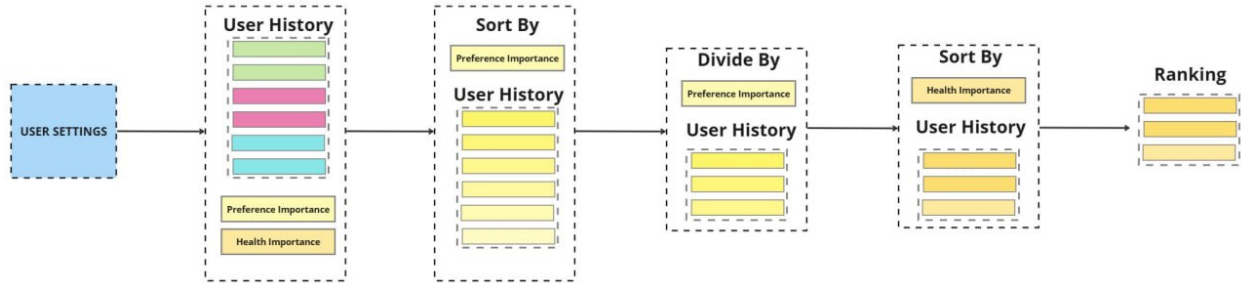 USER SETTINGS
User History
Preference Importance
Health Importance
Sort By
Preference Importance
User History
Divide By
Preference Importance
User History
Sort By
Health Importance
User History
Ranking